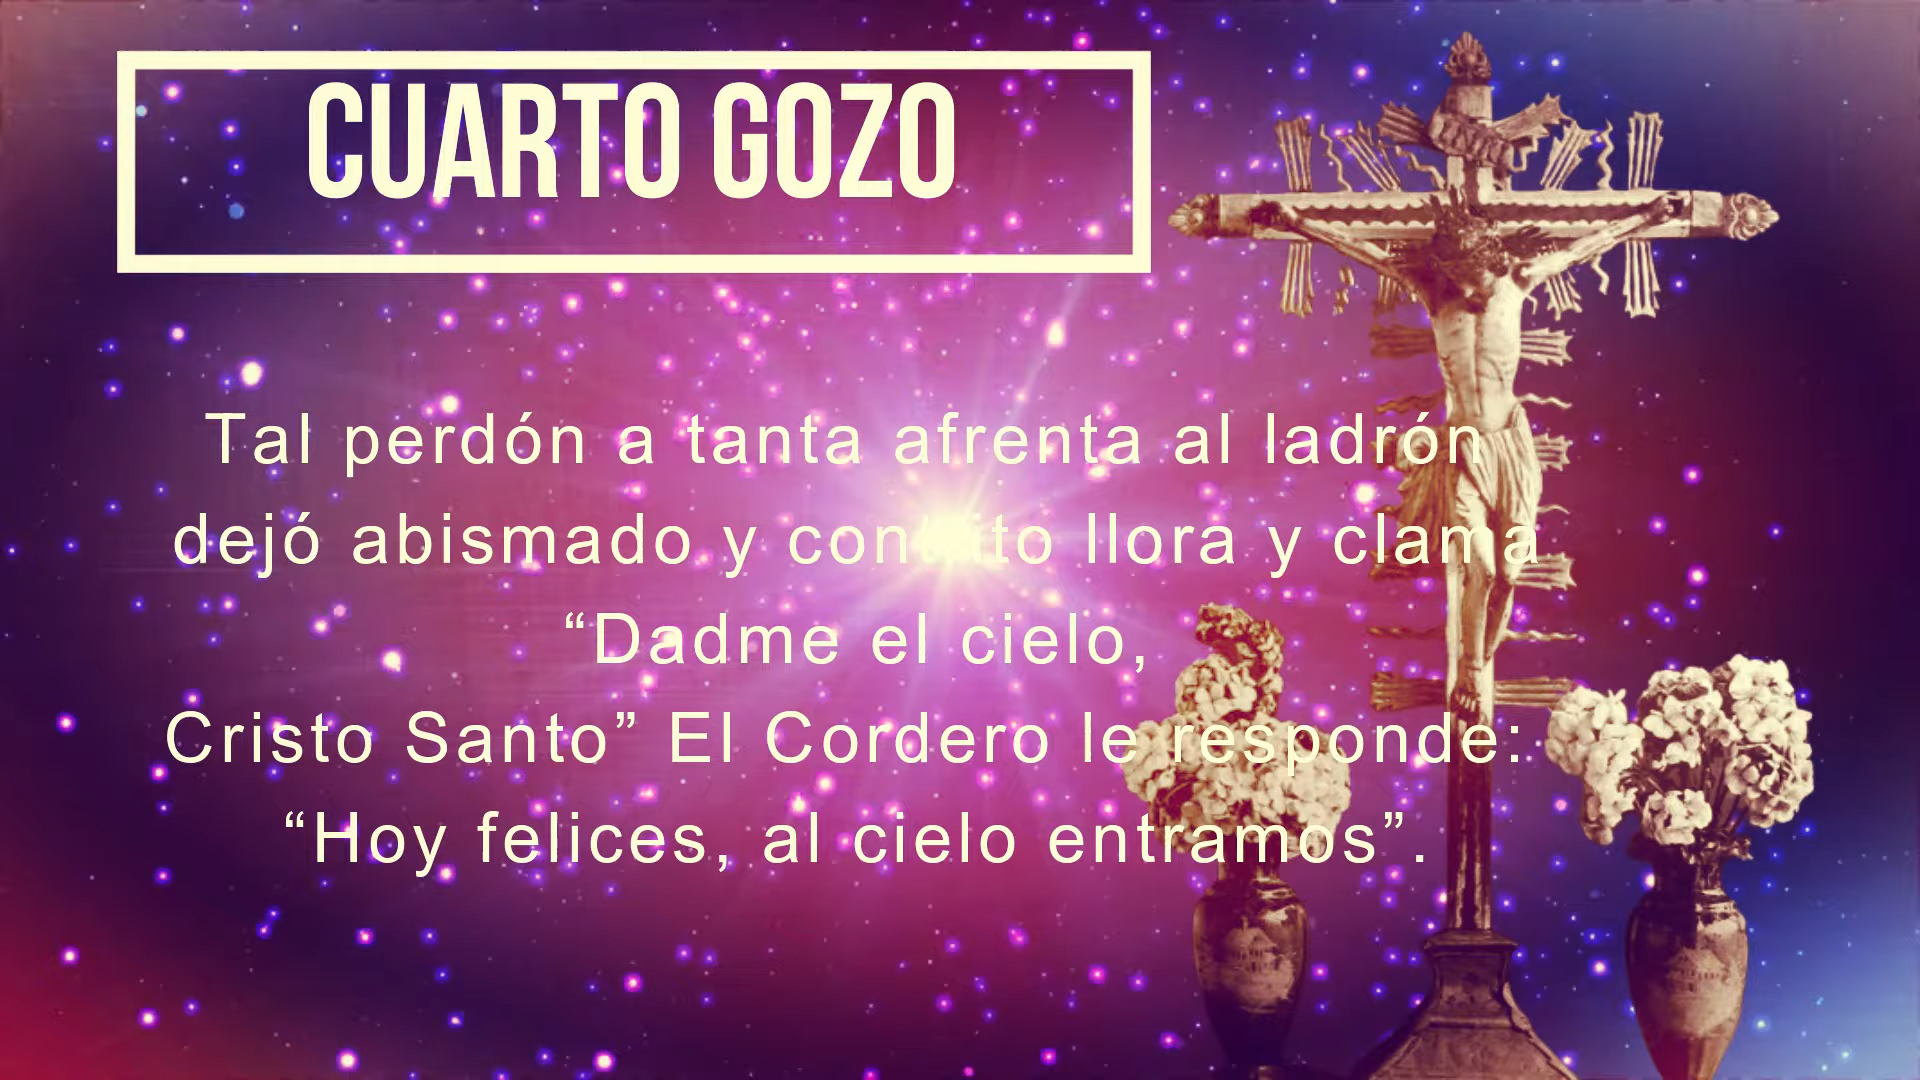 CUARTO GOZO
Tal perdón a tanta afrenta al ladrón
dejó abismado y contrito llora y clama
“Dadme el cielo,
Cristo Santo” El Cordero le responde:
“Hoy felices, al cielo entramos”.